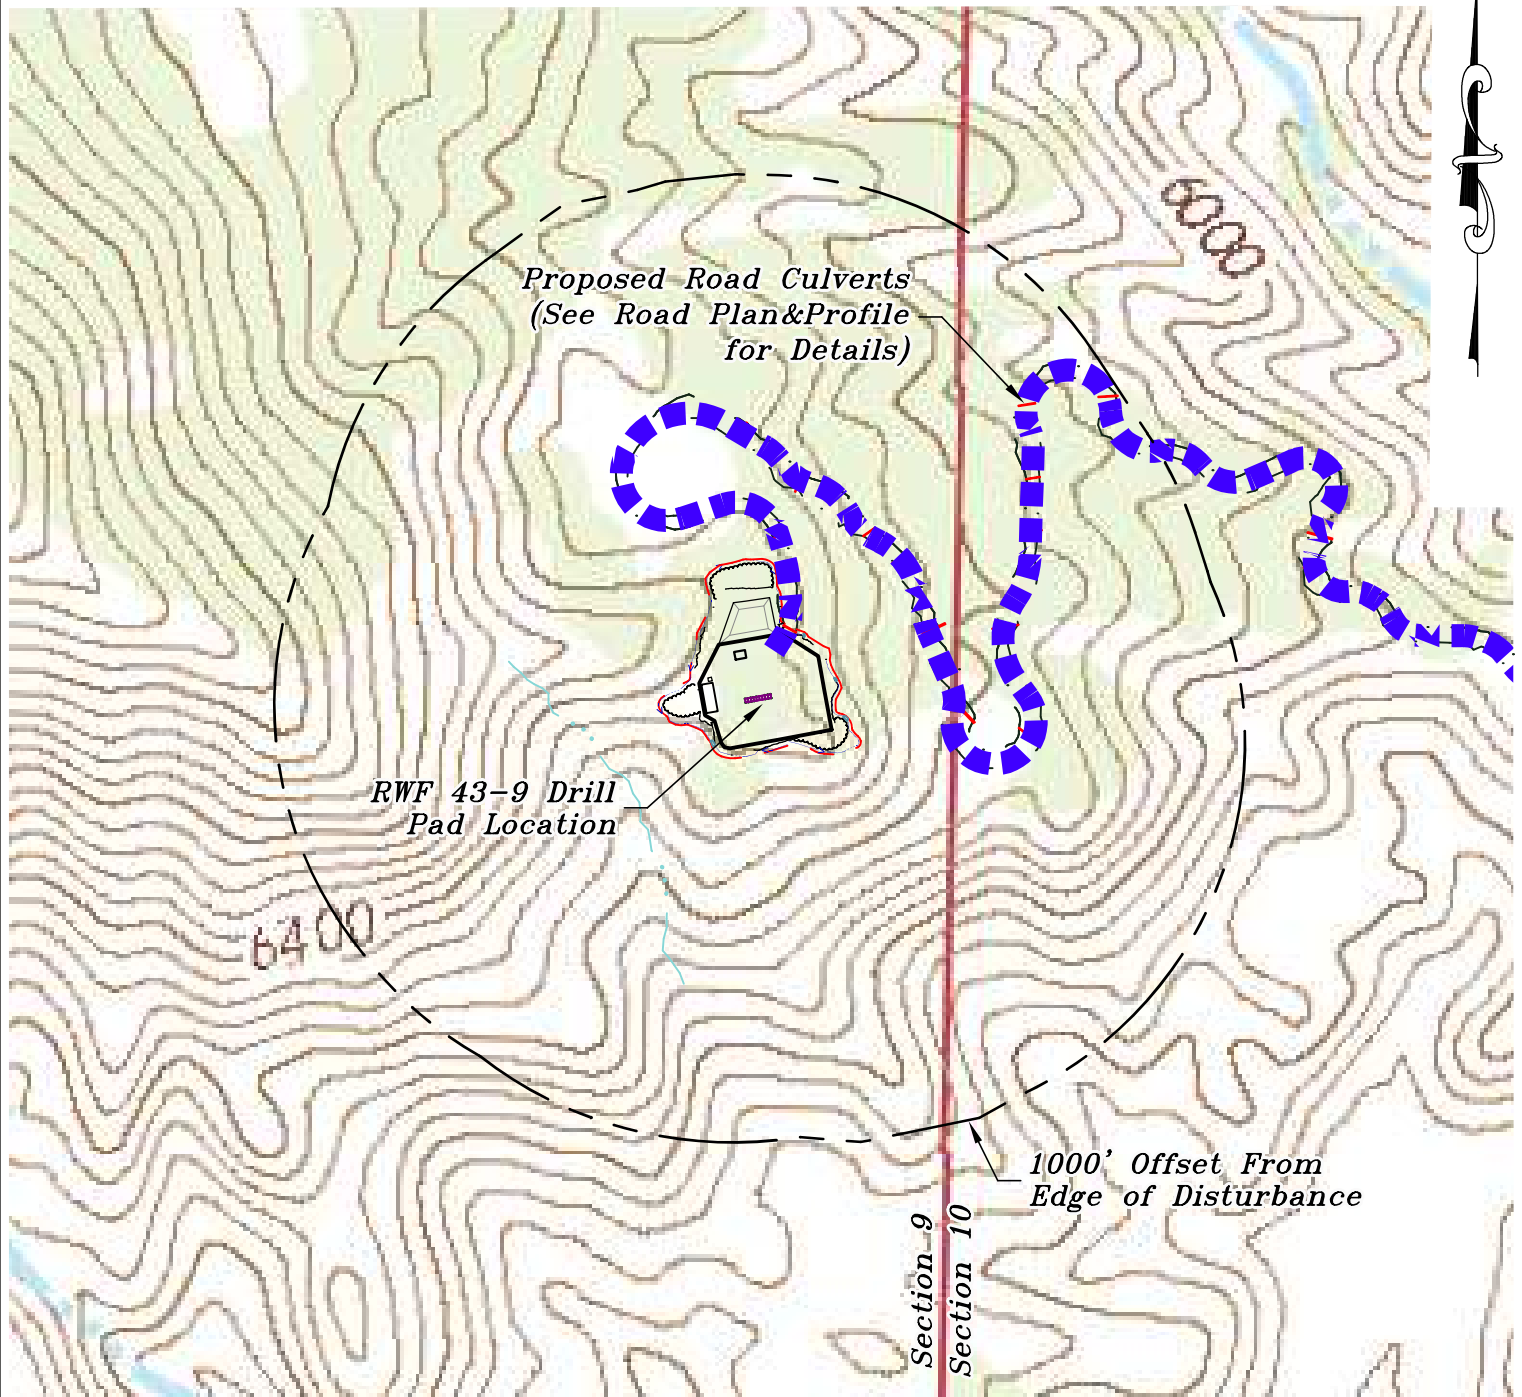 6000
Proposed Road Culverts
(See Road Plan&Profile
for Details)
RWF 43-9 Drill
Pad Location
6400
1000' Offset From
Edge of Disturbance
Section 9
Section 10